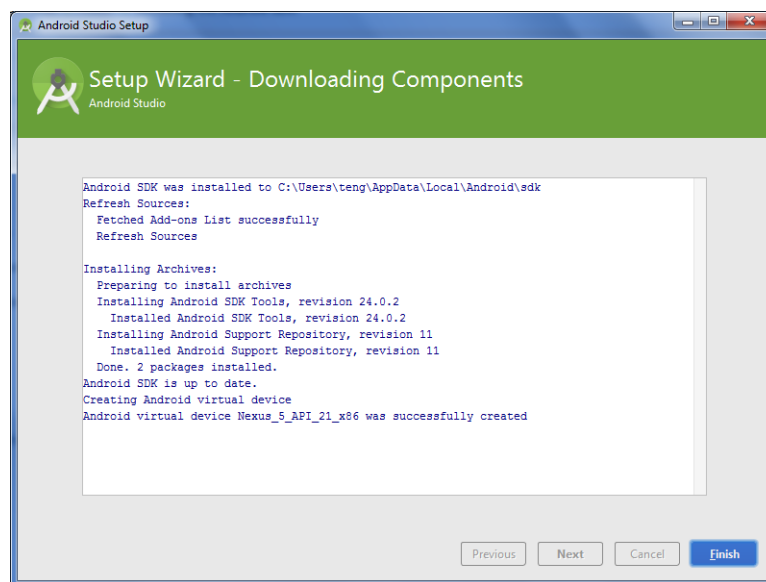 Android Studio Setup
Setup Wizard - Downloading Components
Android Studio
Android SDK was installed to C:\Users\teng\AppData\Local\Android\sdk
Refresh Sources:
Fetched Add-ons List successfully
Refresh Sources
Installing Archives:
Preparing to install archives
Installing Android SDK Tools, revision 24.0.2
Installed Android SDK Tools, revision 24.0.2
Installing Android Support Repository, revision 11
Installed Android Support Repository, revision 11
Done. 2 packages installed.
Android SDK is up to date.
Creating Android virtual device
Android virtual device Nexus_5_API_21_x86 was successfully created
Previous Next Cancel Finish